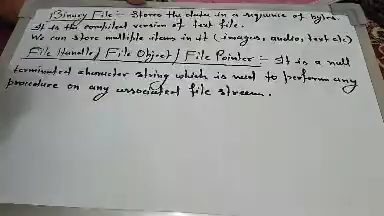 Binary File :- Stores the data in a sequence of bytes.
It is the compiled version of text file.
We can store multiple items in it (images, audio, text etc)
File Handle / File Object / File Pointer :- It is a null
terminated character string which is used to perform any
procedure on any associated file stream.